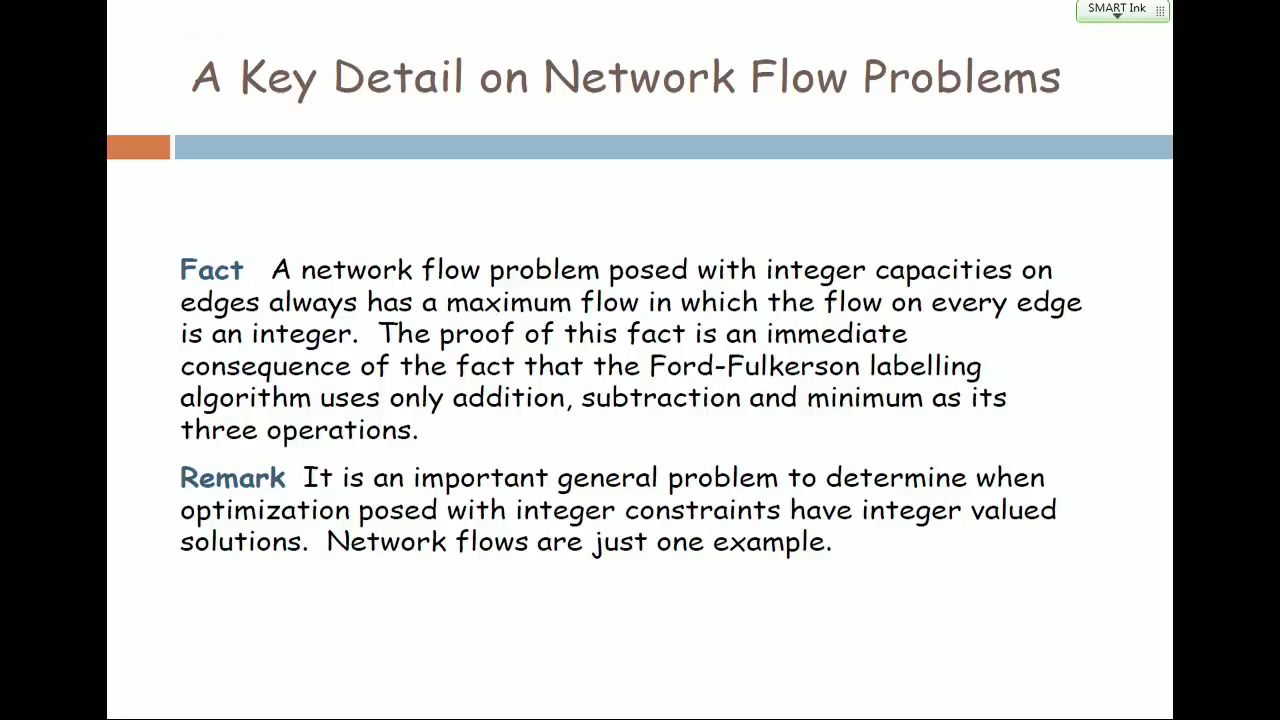 SMART Ink
A Key Detail on Network Flow Problems
Fact A network flow problem posed with integer capacities on
edges always has a maximum flow in which the flow on every edge
is an integer. The proof of this fact is an immediate
consequence of the fact that the Ford-Fulkerson labelling
algorithm uses only addition, subtraction and minimum as its
three operations.
Remark It is an important general problem to determine when
optimization posed with integer constraints have integer valued
solutions. Network flows are just one example.